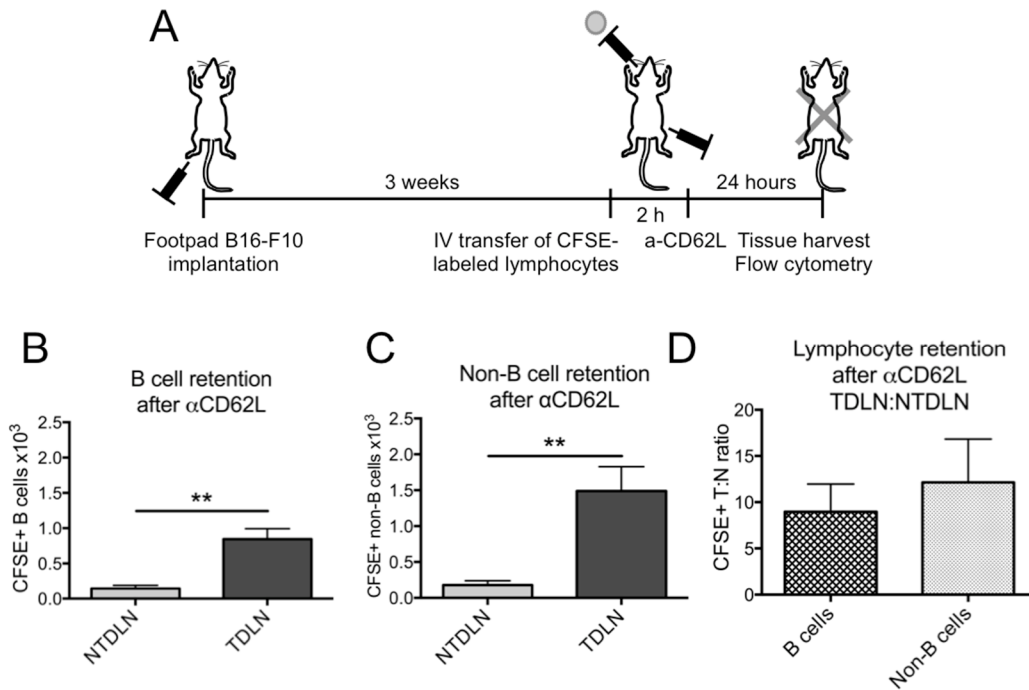 A
3 weeks
24 hours
2 h
Footpad B16-F10
implantation
IV transfer of CFSE-
labeled lymphocytes
a-CD62L
Tissue harvest
Flow cytometry
B
B cell retention
after αCD62L
CFSE+ B cells x10³
2.5
2.0
1.5
1.0
0.5
0.0
**
NTDLN
TDLN
C
Non-B cell retention
after αCD62L
CFSE+ non-B cells x10³
2.5
2.0
1.5
1.0
0.5
0.0
**
NTDLN
TDLN
D
Lymphocyte retention
after αCD62L
TDLN:NTDLN
CFSE+ T:N ratio
20
15
10
5
0
B cells
Non-B cells